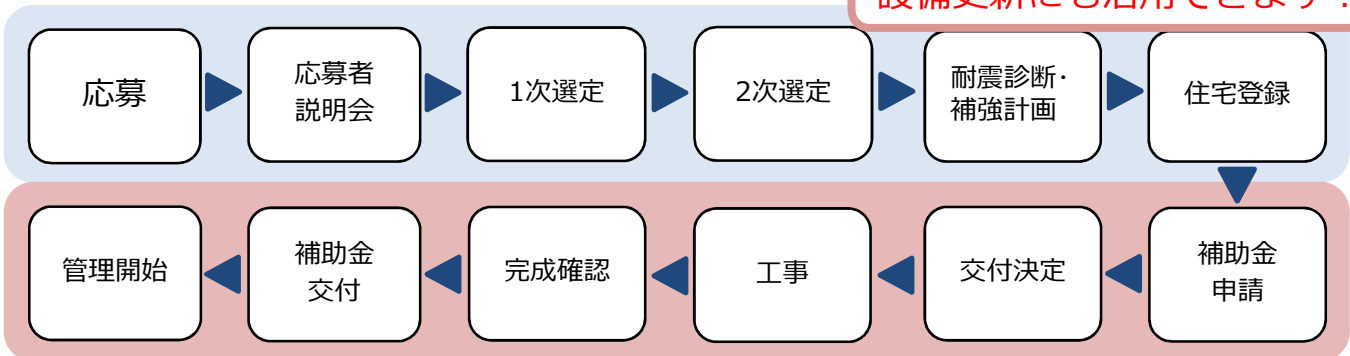 設備更新にも活用できます！
応募
応募者
説明会
1次選定
2次選定
耐震診断・
補強計画
住宅登録
補助金
申請
交付決定
工事
完成確認
補助金
交付
管理開始